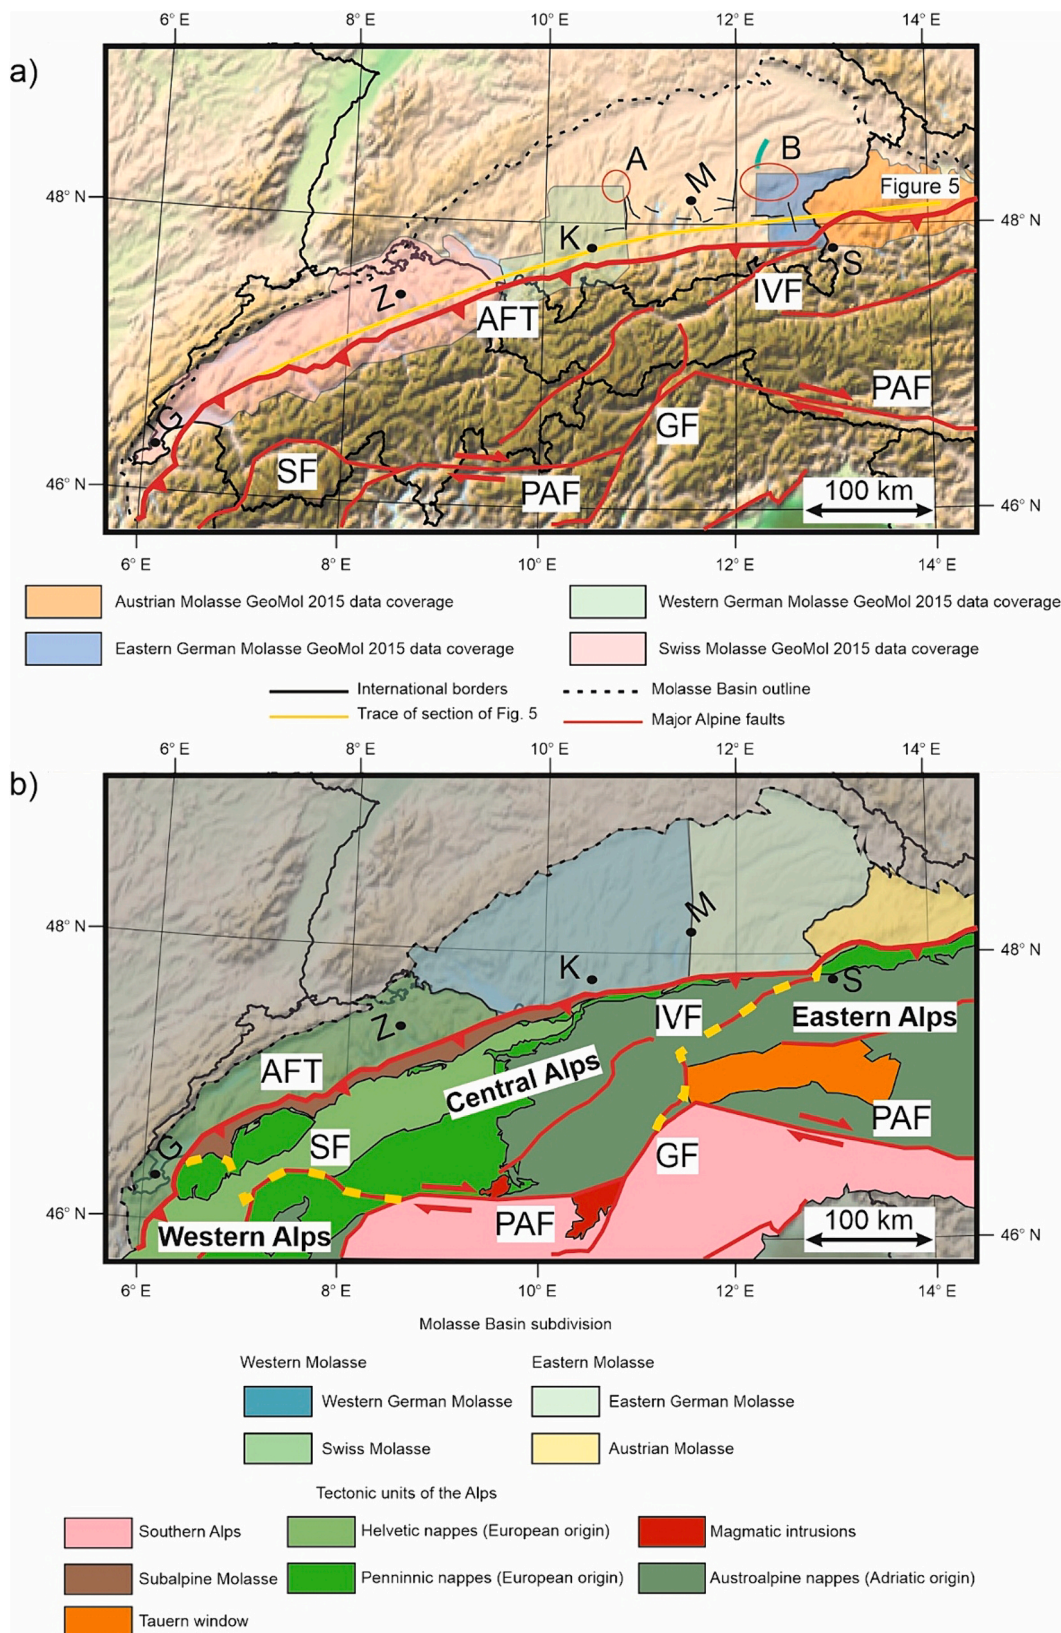 6° E 8° E 10° E 12° E 14° E
a)
A
B
M
48° N
Figure 5
48° N
K
S
Z
IVF
AFT
PAF
G
GF
SF
PAF
46° N
100 km
46° N
6° E 8° E 10° E 12° E 14° E
Austrian Molasse GeoMol 2015 data coverage
Western German Molasse GeoMol 2015 data coverage
Eastern German Molasse GeoMol 2015 data coverage
Swiss Molasse GeoMol 2015 data coverage
International borders
Molasse Basin outline
Trace of section of Fig. 5
Major Alpine faults
6° E 8° E 10° E 12° E 14° E
b)
M
48° N
48° N
K
S
Z
IVF
Eastern Alps
AFT
Central Alps
PAF
G
SF
GF
46° N
PAF
100 km
46° N
Western Alps
6° E 8° E 10° E 12° E 14° E
Molasse Basin subdivision
Western Molasse
Eastern Molasse
Western German Molasse
Eastern German Molasse
Swiss Molasse
Austrian Molasse
Tectonic units of the Alps
Southern Alps
Helvetic nappes (European origin)
Magmatic intrusions
Subalpine Molasse
Penninnic nappes (European origin)
Austroalpine nappes (Adriatic origin)
Tauern window